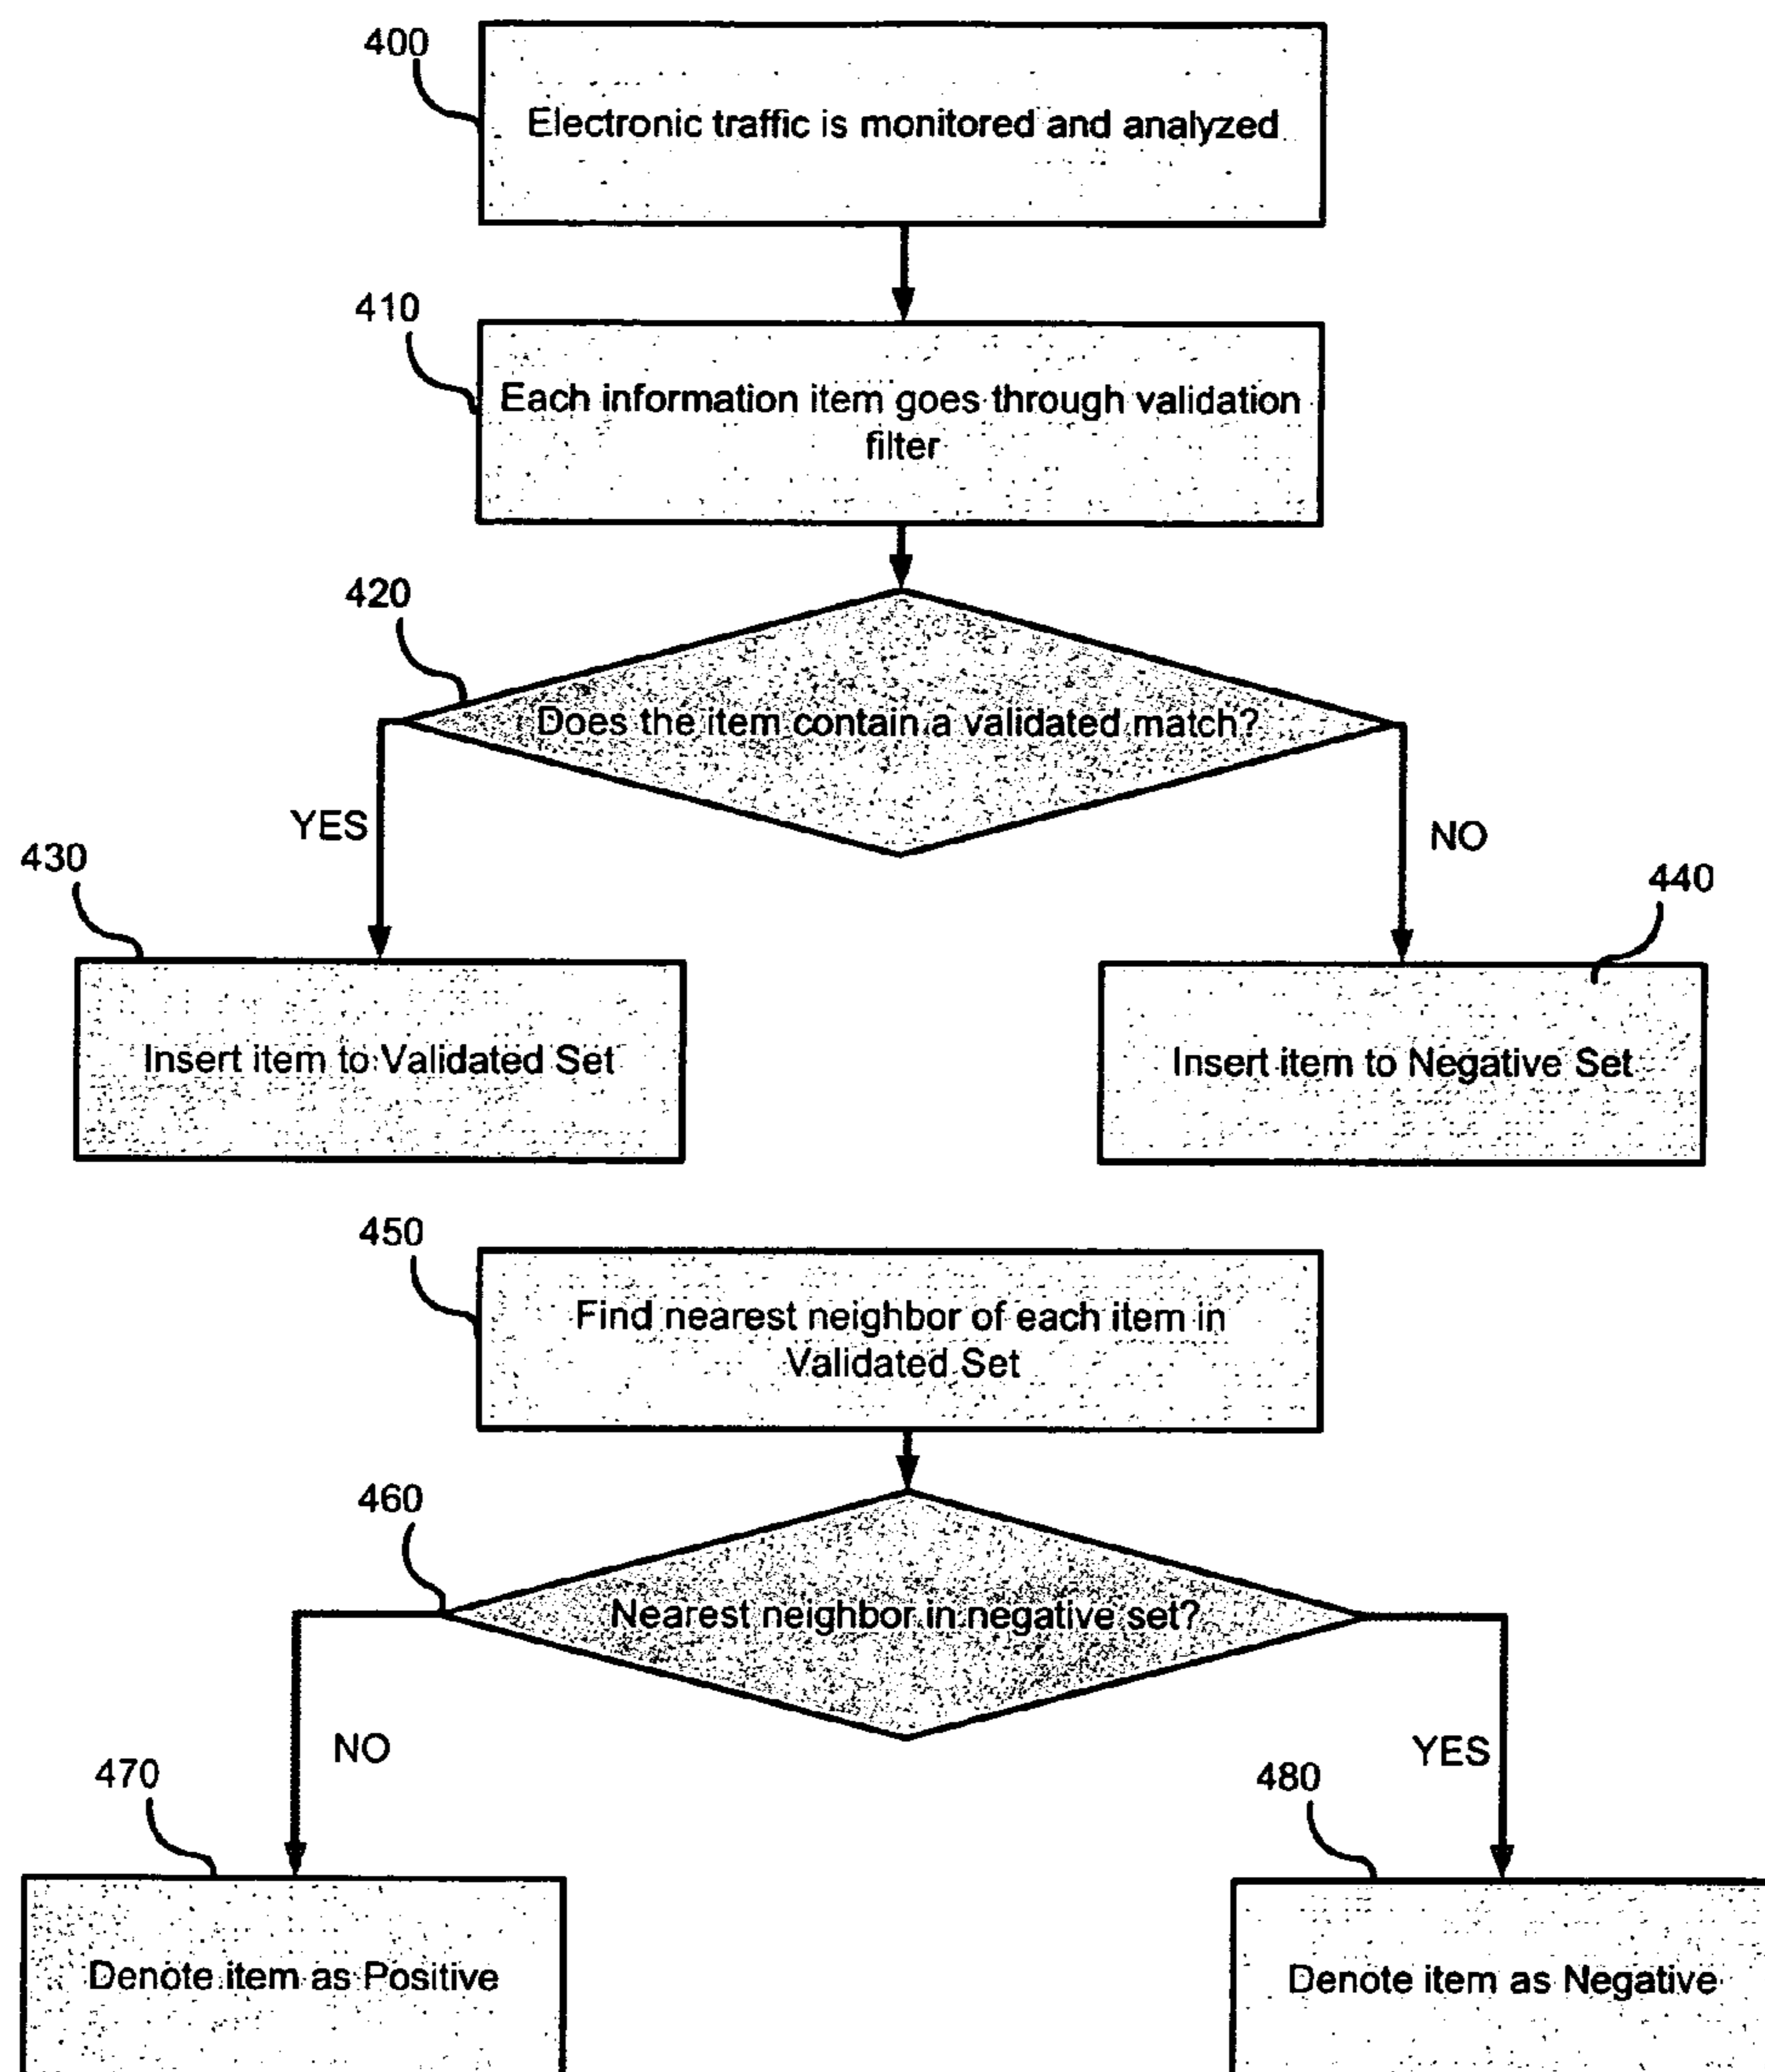 400
Electronic traffic is monitored and analyzed
410
Each information item goes through validation
filter
420
Does the item contain a validated match?
YES
NO
430
440
Insert item to Validated Set
Insert item to Negative Set
450
Find nearest neighbor of each item in
Validated Set
460
Nearest neighbor in negative set?
NO
YES
470
480
Denote item as Positive
Denote item as Negative